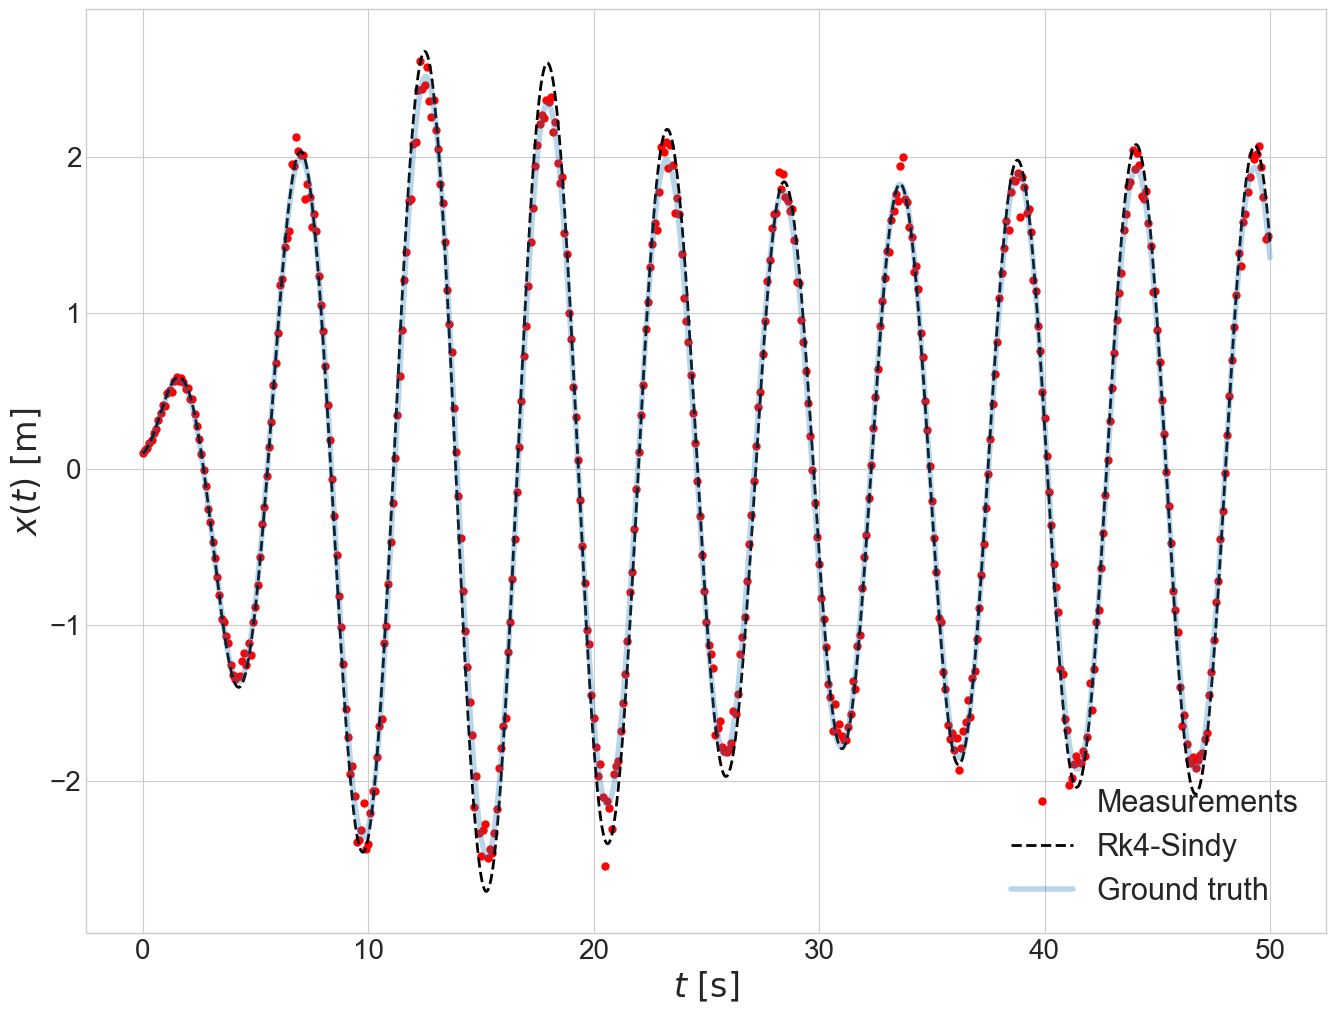 x(t) [m]
2
1
0
−1
−2
0 10 20 30 40 50
t [s]
Measurements
Rk4-Sindy
Ground truth